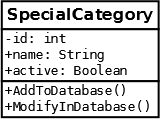 SpecialCategory
-id: int
+name: String
+active: Boolean
+AddToDatabase()
+ModifyInDatabase()